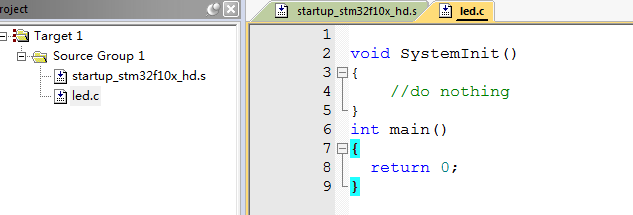 roject
Target 1
Source Group 1
startup_stm32f10x_hd.s
led.c
startup_stm32f10x_hd.s led.c
1
2 void SystemInit()
3 {
4 //do nothing
5 }
6 int main()
7 {
8 return 0;
9 }